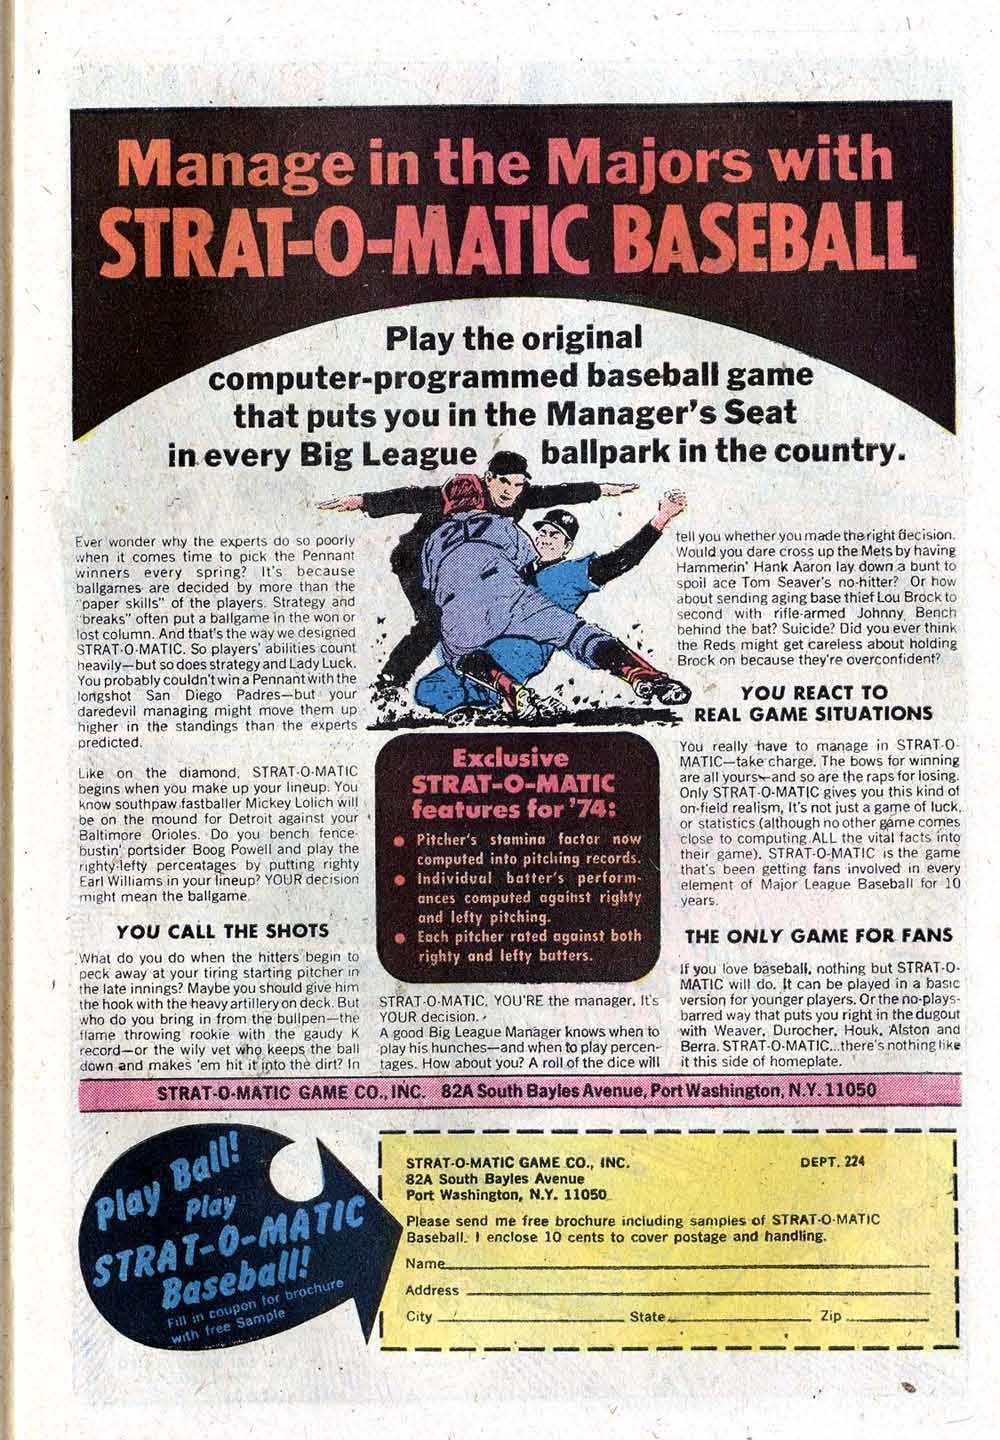 Manage in the Majors with
STRAT-O-MATIC BASEBALL
Play the original
computer-programmed baseball game
that puts you in the Manager's Seat
in every Big League ballpark in the country.
Ever wonder why the experts do so poorly
when it comes time to pick the Pennant
winners every spring? It's because
ballgames are decided by more than the
"paper skills" of the players. Strategy and
"breaks" often put a ballgame in the won or
lost column. And that's the way we designed
STRAT-O-MATIC. So players' abilities count
heavily—but so does strategy and Lady Luck.
You probably couldn't win a Pennant with the
longshot San Diego Padres—but your
daredevil managing might move them up
higher in the standings than the experts
predicted.
Like on the diamond, STRAT-O-MATIC
begins when you make up your lineup. You
know southpaw fastballer Mickey Lolich will
be on the mound for Detroit against your
Baltimore Orioles. Do you bench fence-
bustin' portsider Boog Powell and play the
righty-lefty percentages by putting righty
Earl Williams in your lineup? YOUR decision
might mean the ballgame.
YOU CALL THE SHOTS
What do you do when the hitters begin to
peck away at your tiring starting pitcher in
the late innings? Maybe you should give him
the hook with the heavy artillery on deck. But
who do you bring in from the bullpen—the
flame throwing rookie with the gaudy K
record—or the wily vet who keeps the ball
down and makes 'em hit it into the dirt? In
27
Exclusive
STRAT-O-MATIC
features for '74:
• Pitcher's stamina factor now
computed into pitching records.
• Individual batter's perform-
ances computed against righty
and lefty pitching.
• Each pitcher rated against both
righty and lefty batters.
STRAT-O-MATIC, YOU'RE the manager. It's
YOUR decision.
A good Big League Manager knows when to
play his hunches—and when to play percen-
tages. How about you? A roll of the dice will
tell you whether you made the right decision.
Would you dare cross up the Mets by having
Hammerin' Hank Aaron lay down a bunt to
spoil ace Tom Seaver's no-hitter? Or how
about sending aging base thief Lou Brock to
second with rifle-armed Johnny Bench
behind the bat? Suicide? Did you ever think
the Reds might get careless about holding
Brock on because they're overconfident?
YOU REACT TO
REAL GAME SITUATIONS
You really have to manage in STRAT-O-
MATIC—take charge. The bows for winning
are all yours—and so are the raps for losing.
Only STRAT-O-MATIC gives you this kind of
on-field realism, It's not just a game of luck,
or statistics (although no other game comes
close to computing ALL the vital facts into
their game). STRAT-O-MATIC is the game
that's been getting fans involved in every
element of Major League Baseball for 10
years.
THE ONLY GAME FOR FANS
If you love baseball, nothing but STRAT-O-
MATIC will do. It can be played in a basic
version for younger players. Or the no-plays-
barred way that puts you right in the dugout
with Weaver, Durocher, Houk, Alston and
Berra. STRAT-O-MATIC...there's nothing like
it this side of homeplate.
STRAT-O-MATIC GAME CO., INC. 82A South Bayles Avenue, Port Washington, N.Y. 11050
Play Ball!
Play
STRAT-O-MATIC
Baseball!
Fill in coupon for brochure
with free Sample
STRAT-O-MATIC GAME CO., INC. DEPT. 224
82A South Bayles Avenue
Port Washington, N.Y. 11050
Please send me free brochure including samples of STRAT-O-MATIC
Baseball. I enclose 10 cents to cover postage and handling.
Name
Address
City State Zip